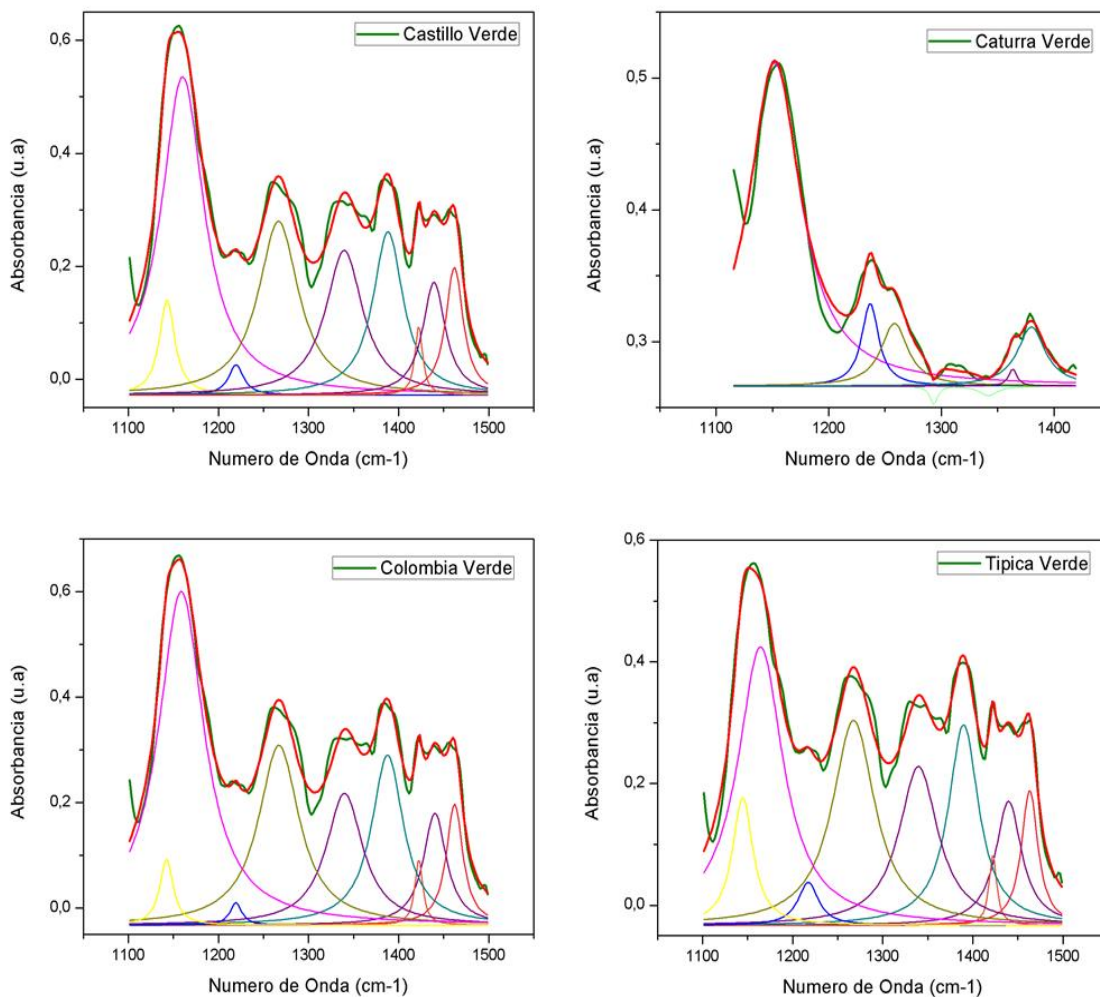 Castillo Verde
0,6
0,4
0,2
0,0
Absorbancia (u.a)
1100 1200 1300 1400 1500
Numero de Onda (cm-1)
Caturra Verde
0,5
0,4
0,3
Absorbancia (u.a)
1100 1200 1300 1400
Numero de Onda (cm-1)
Colombia Verde
0,6
0,4
0,2
0,0
Absorbancia (u.a)
1100 1200 1300 1400 1500
Numero de Onda (cm-1)
Tipica Verde
0,6
0,4
0,2
0,0
Absorbancia (u.a)
1100 1200 1300 1400 1500
Numero de Onda (cm-1)